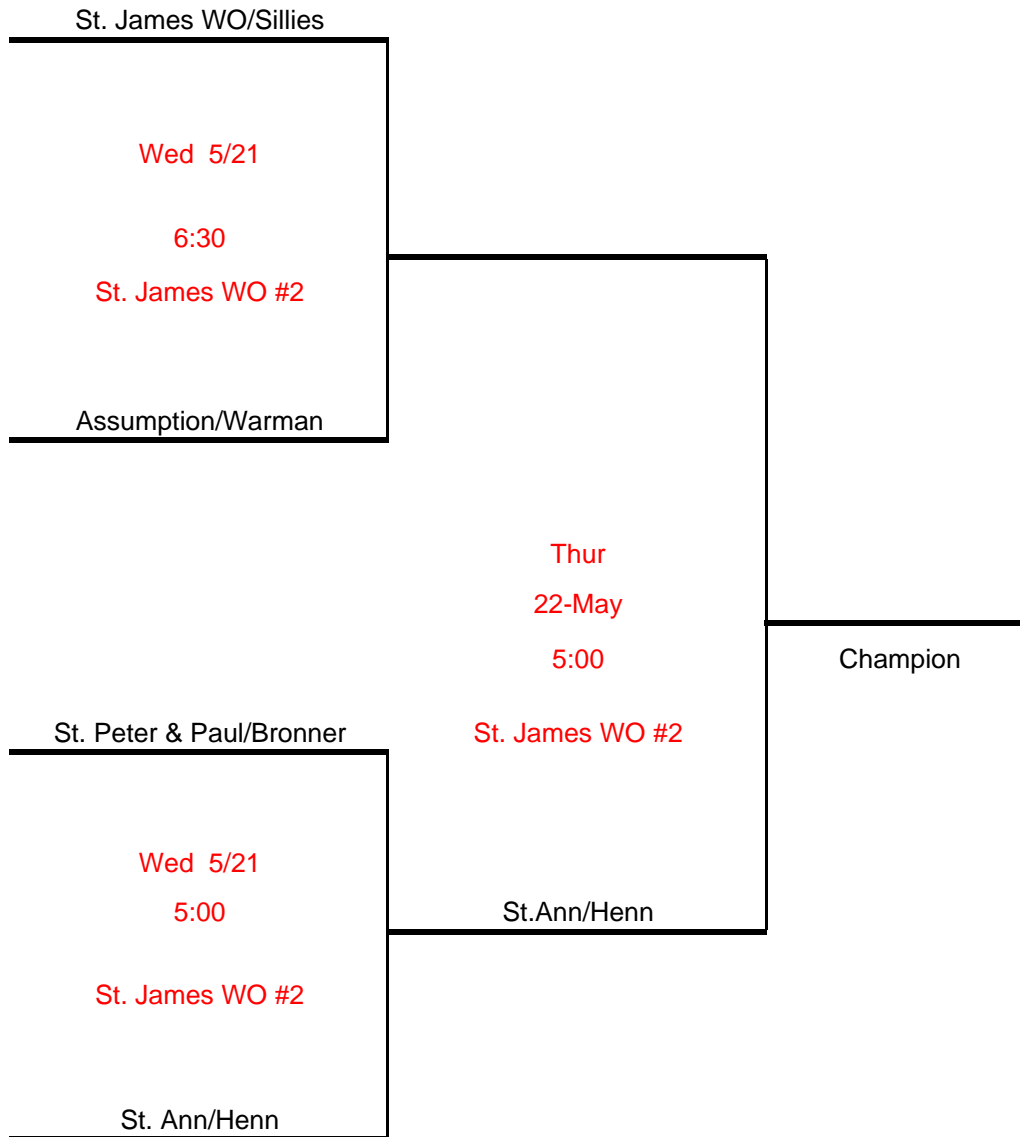 St. James WO/Sillies
Wed  5/21
6:30
St. James WO #2
Assumption/Warman
Thur
22-May
5:00
Champion
St. James WO #2
St. Peter & Paul/Bronner
Wed  5/21
5:00
St. James WO #2
St.Ann/Henn
St. Ann/Henn